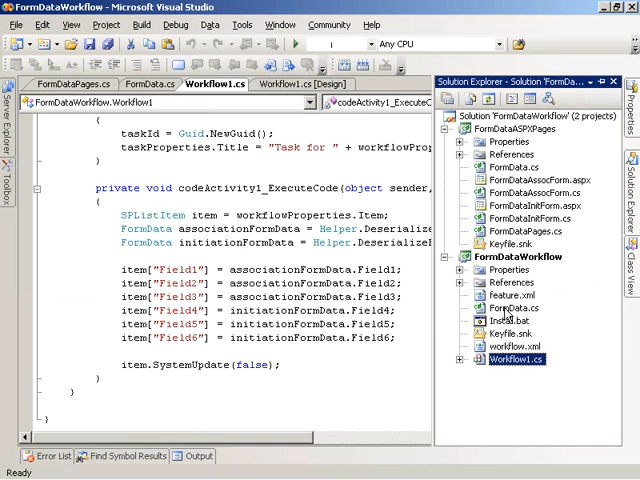 FormDataWorkflow - Microsoft Visual Studio
File Edit View Project Build Debug Data Tools Window Community Help
Any CPU
FormDataPages.cs FormData.cs Workflow1.cs Workflow1.cs [Design]
FormDataWorkflow.Workflow1 codeActivity1_ExecuteC
{
taskId = Guid.NewGuid();
taskProperties.Title = "Task for " + workflowProp
}
private void codeActivity1_ExecuteCode(object sender,
{
SPListItem item = workflowProperties.Item;
FormData associationFormData = Helper.Deserialize
FormData initiationFormData = Helper.Deserialize
item["Field1"] = associationFormData.Field1;
item["Field2"] = associationFormData.Field2;
item["Field3"] = associationFormData.Field3;
item["Field4"] = initiationFormData.Field4;
item["Field5"] = initiationFormData.Field5;
item["Field6"] = initiationFormData.Field6;
item.SystemUpdate(false);
}
}
}
Solution Explorer - Solution 'FormDa...
Solution 'FormDataWorkflow' (2 projects)
FormDataASPXPages
Properties
References
FormData.cs
FormDataAssocForm.aspx
FormDataAssocForm.cs
FormDataInitForm.aspx
FormDataInitForm.cs
FormDataPages.cs
Keyfile.snk
FormDataWorkflow
Properties
References
feature.xml
FormData.cs
Install.bat
Keyfile.snk
workflow.xml
Workflow1.cs
Server Explorer
Toolbox
Properties
Solution Explorer
Class View
Error List Find Symbol Results Output
Ready